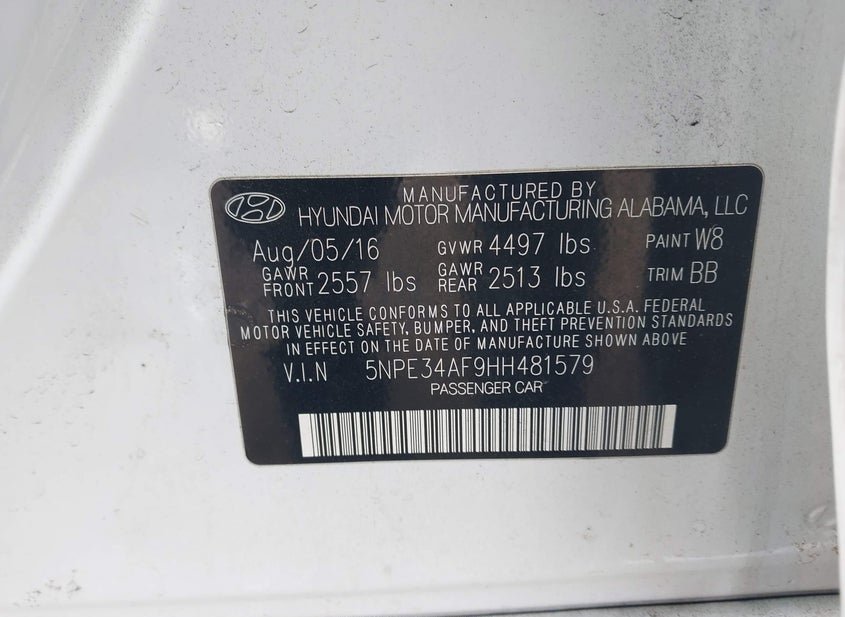 MANUFACTURED BY
HYUNDAI MOTOR MANUFACTURING ALABAMA, LLC
Aug/05/16 GVWR 4497 lbs PAINT W8
GAWR FRONT 2557 lbs GAWR REAR 2513 lbs TRIM BB
THIS VEHICLE CONFORMS TO ALL APPLICABLE U.S.A. FEDERAL
MOTOR VEHICLE SAFETY, BUMPER, AND THEFT PREVENTION STANDARDS
IN EFFECT ON THE DATE OF MANUFACTURE SHOWN ABOVE
V.I.N 5NPE34AF9HH481579
PASSENGER CAR